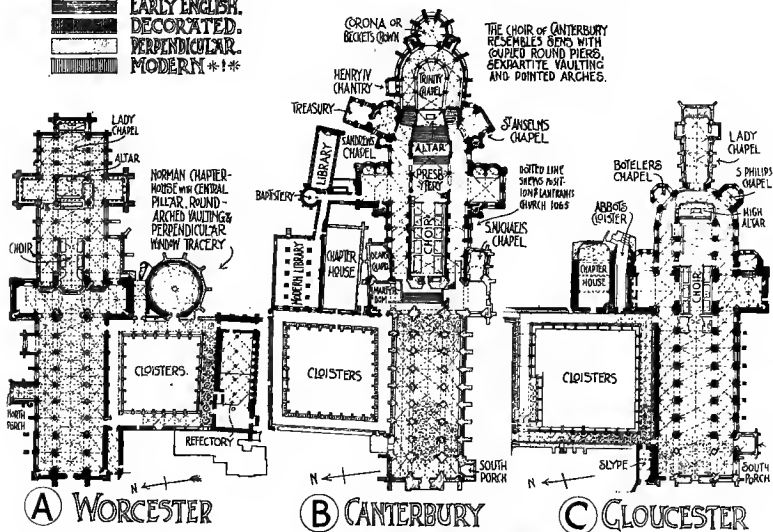 EARLY ENGLISH.
DECORATED.
PERPENDICULAR.
MODERN
CORONA OR
BECKETS CROWN
THE CHOIR OF CANTERBURY
RESEMBLES SENS WITH
COUPLED ROUND PIERS,
SEXPARTITE VAULTING
AND POINTED ARCHES.
HENRY IV
CHANTRY
TRINITY
CHAPEL
TREASURY
ST ANSELMS
CHAPEL
S. ANDREWS
CHAPEL
ALTAR
LIBRARY
PRESBYTERY
DOTTED LINE
SHEWS POSITION OF LANFRANKS
CHURCH 1065
BAPTISTERY
CHOIR
S. MICHAELS
CHAPEL
MODERN LIBRARY
CHAPTER
HOUSE
DEANS
CHAPEL
MARTYRDOM
CLOISTERS
SOUTH
PORCH
N
B CANTERBURY
LADY
CHAPEL
ALTAR
NORMAN CHAPTER-
HOUSE WITH CENTRAL
PILLAR, ROUND-
ARCHED VAULTING &
PERPENDICULAR
WINDOW TRACERY
CHOIR
CLOISTERS.
NORTH
PORCH
REFECTORY
N
A WORCESTER
LADY
CHAPEL
BOTELERS
CHAPEL
S PHILIPS
CHAPEL
ABBOTS
CLOISTER
HIGH
ALTAR
CHAPTER
HOUSE
CHOIR
CLOISTERS
SLYPE
SOUTH
PORCH
N
C GLOUCESTER